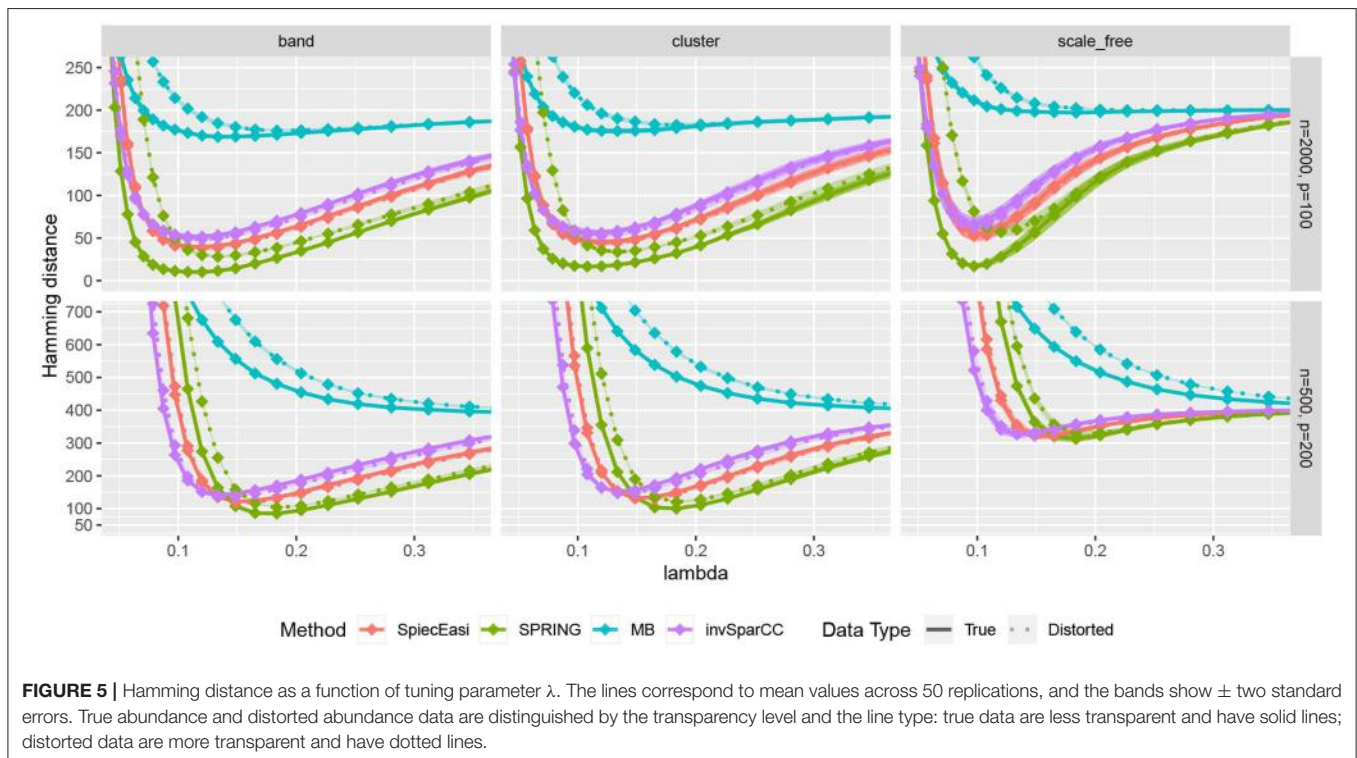 band
cluster
scale_free
Hamming distance
250
200
150
100
50
0
n=2000, p=100
700
600
500
400
300
200
100
50
n=500, p=200
0.1 0.2 0.3
0.1 0.2 0.3
0.1 0.2 0.3
lambda
Method SpiecEasi SPRING MB invSparCC Data Type True Distorted
FIGURE 5 | Hamming distance as a function of tuning parameter λ. The lines correspond to mean values across 50 replications, and the bands show ± two standard
errors. True abundance and distorted abundance data are distinguished by the transparency level and the line type: true data are less transparent and have solid lines;
distorted data are more transparent and have dotted lines.